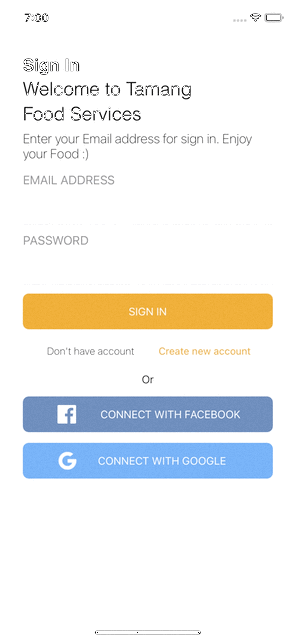 7:00
Sign In
Welcome to Tamang
Food Services
Enter your Email address for sign in. Enjoy
your Food :)
EMAIL ADDRESS
PASSWORD
SIGN IN
Don't have account Create new account
Or
CONNECT WITH FACEBOOK
CONNECT WITH GOOGLE